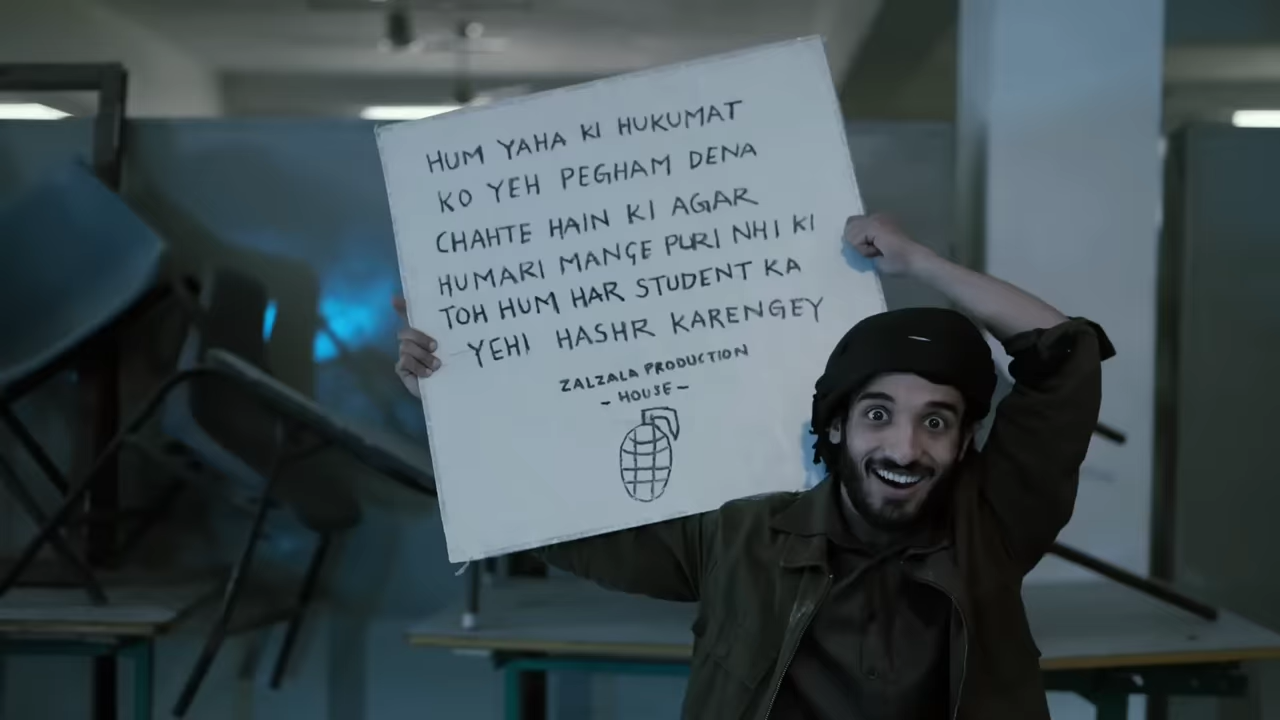 HUM YAHA KI HUKUMAT
KO YEH PEGHAM DENA
CHAHTE HAIN KI AGAR
HUMARI MANGE PURI NHI KI
TOH HUM HAR STUDENT KA
YEHI HASHR KARENGEY
ZALZALA PRODUCTION
- HOUSE -